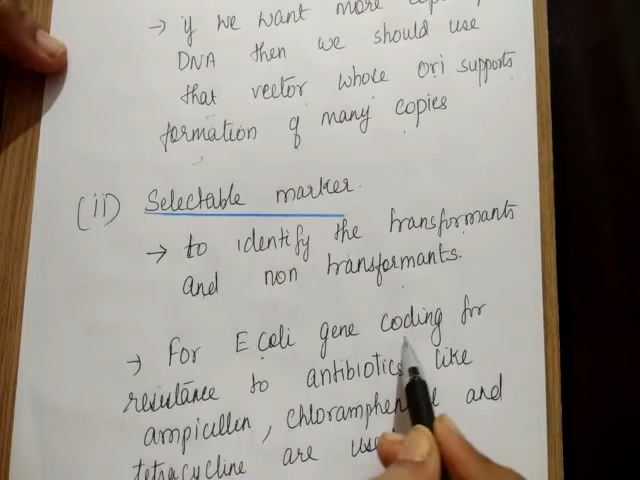 → if we want more
DNA then we should use
that vector whole ori supports
formation of many copies
(ii) Selectable marker.
→ to identify the transformants
and non transformants.
→ For E coli gene coding for
resistance to antibiotics like
ampicillin, and
tetracycline are